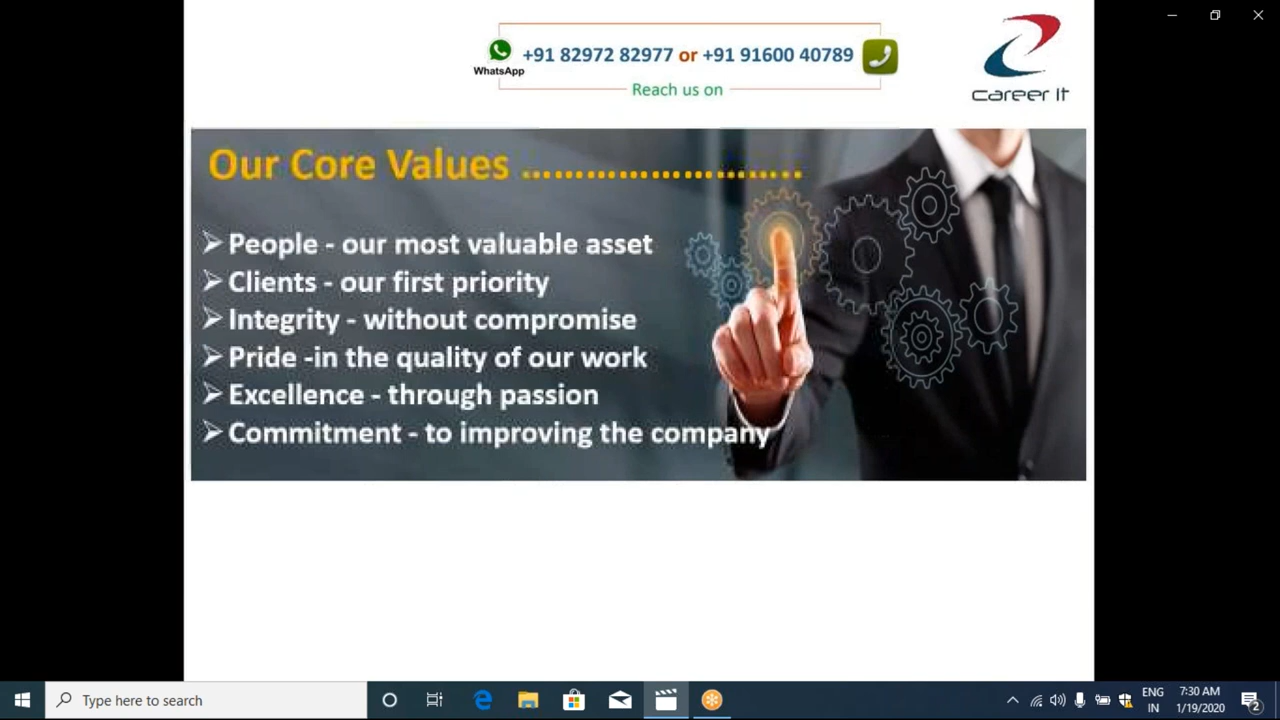 +91 82972 82977 or +91 91600 40789
WhatsApp
Reach us on
career it
Our Core Values ..........................
➢ People - our most valuable asset
➢ Clients - our first priority
➢ Integrity - without compromise
➢ Pride -in the quality of our work
➢ Excellence - through passion
➢ Commitment - to improving the company
Type here to search
ENG
IN
7:30 AM
1/19/2020
2